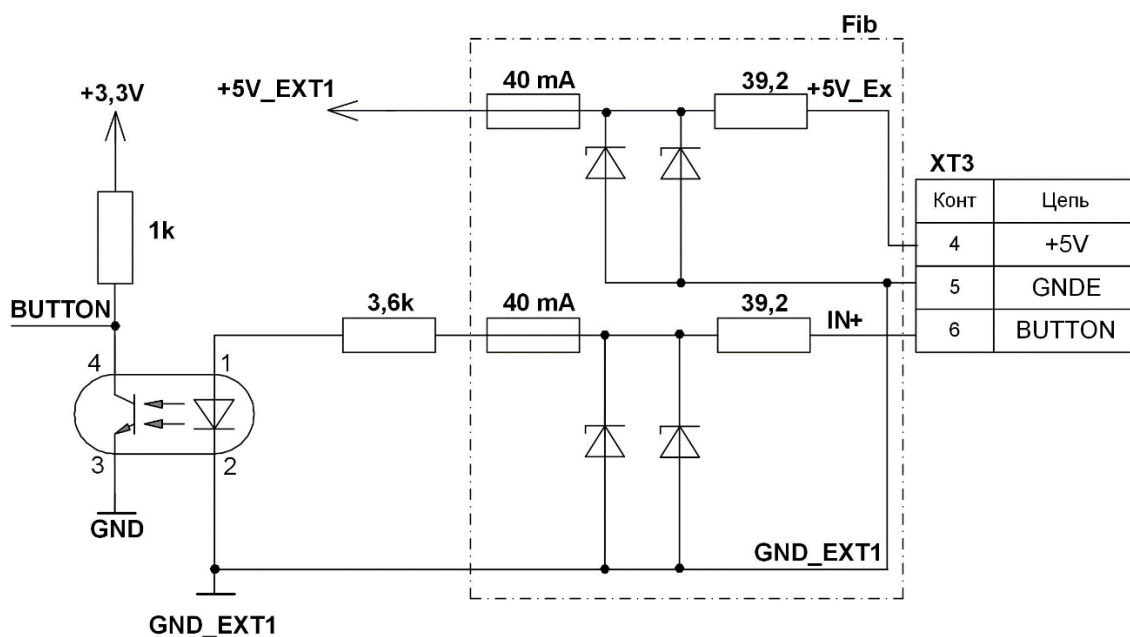 Fib
+3,3V
+5V_EXT1
40 mA
39,2
+5V_Ex
XT3
Конт Цепь
4 +5V
5 GNDE
6 BUTTON
1k
BUTTON
3,6k
40 mA
39,2
IN+
4 1
3 2
GND
GND_EXT1
GND_EXT1